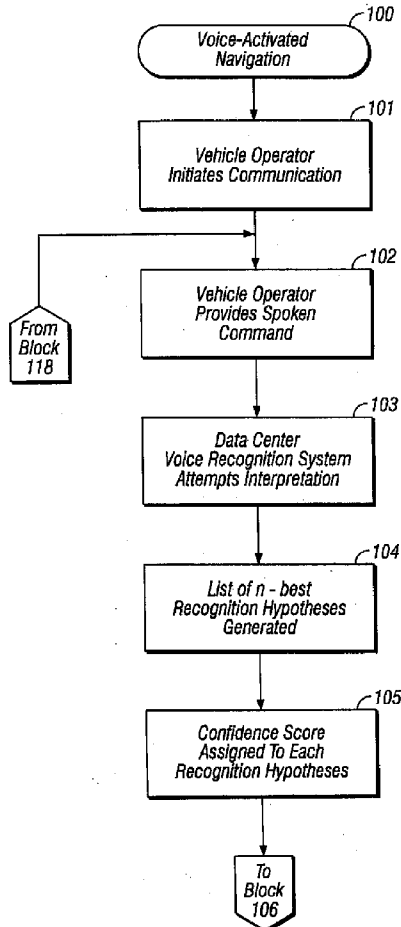 100
Voice-Activated
Navigation
101
Vehicle Operator
Initiates Communication
102
Vehicle Operator
Provides Spoken
Command
From
Block
118
103
Data Center
Voice Recognition System
Attempts Interpretation
104
List of n - best
Recognition Hypotheses
Generated
105
Confidence Score
Assigned To Each
Recognition Hypotheses
To
Block
106